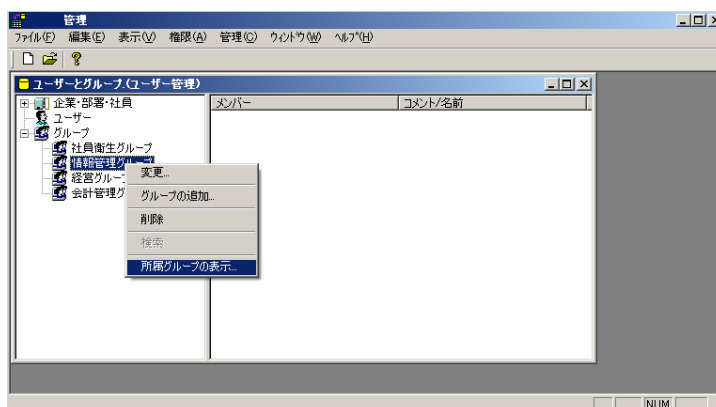 管理
ファイル(F) 編集(E) 表示(V) 権限(A) 管理(C) ウィンドウ(W) ヘルプ(H)
ユーザーとグループ.(ユーザー管理)
企業・部署・社員
ユーザー
グループ
社員衛生グループ
情報管理グループ
経営グルー
会計管理グ
メンバー コメント/名前
変更...
グループの追加...
削除
検索
所属グループの表示...
NUM